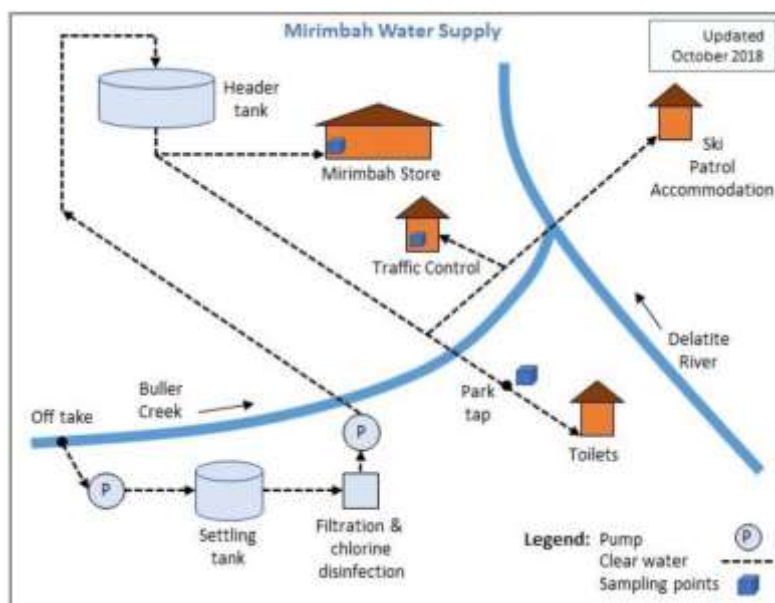 Mirimbah Water Supply
Updated
October 2018
Header
tank
Mirimbah Store
Ski
Patrol
Accommodation
Traffic Control
Delatite
River
Buller
Creek
Park
tap
Off take
P
P
Toilets
Settling
tank
Filtration &
chlorine
disinfection
Legend: Pump P
Clear water
Sampling points